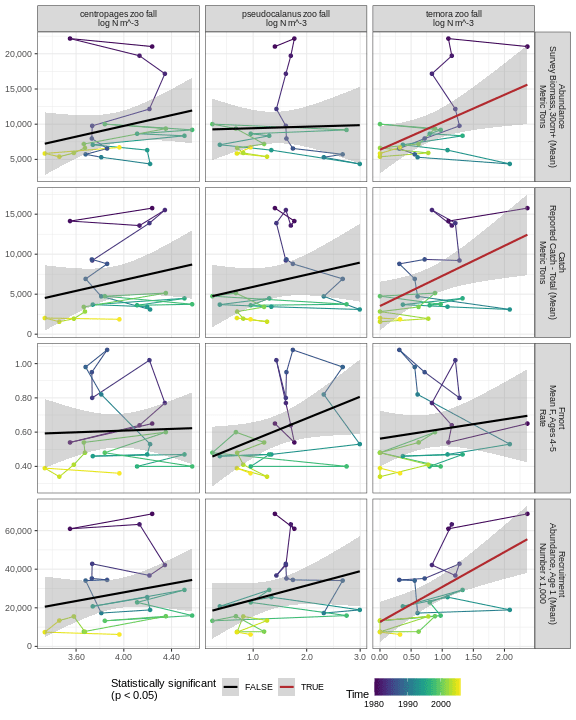 centropages zoo fall
log N m^-3
pseudocalanus zoo fall
log N m^-3
temora zoo fall
log N m^-3
20,000
15,000
10,000
5,000
Abundance
Survey Biomass, 30cm+ (Mean)
Metric Tons
15,000
10,000
5,000
0
Catch
Reported Catch - Total (Mean)
Metric Tons
1.00
0.80
0.60
0.40
Fmort
Mean F, Ages 4-5
Rate
60,000
40,000
20,000
0
Recruitment
Abundance, Age 1 (Mean)
Number x 1,000
3.60 4.00 4.40
1.0 2.0 3.0
0.00 0.50 1.00 1.50 2.00
Statistically significant
(p < 0.05)
FALSE TRUE
Time
1980 1990 2000